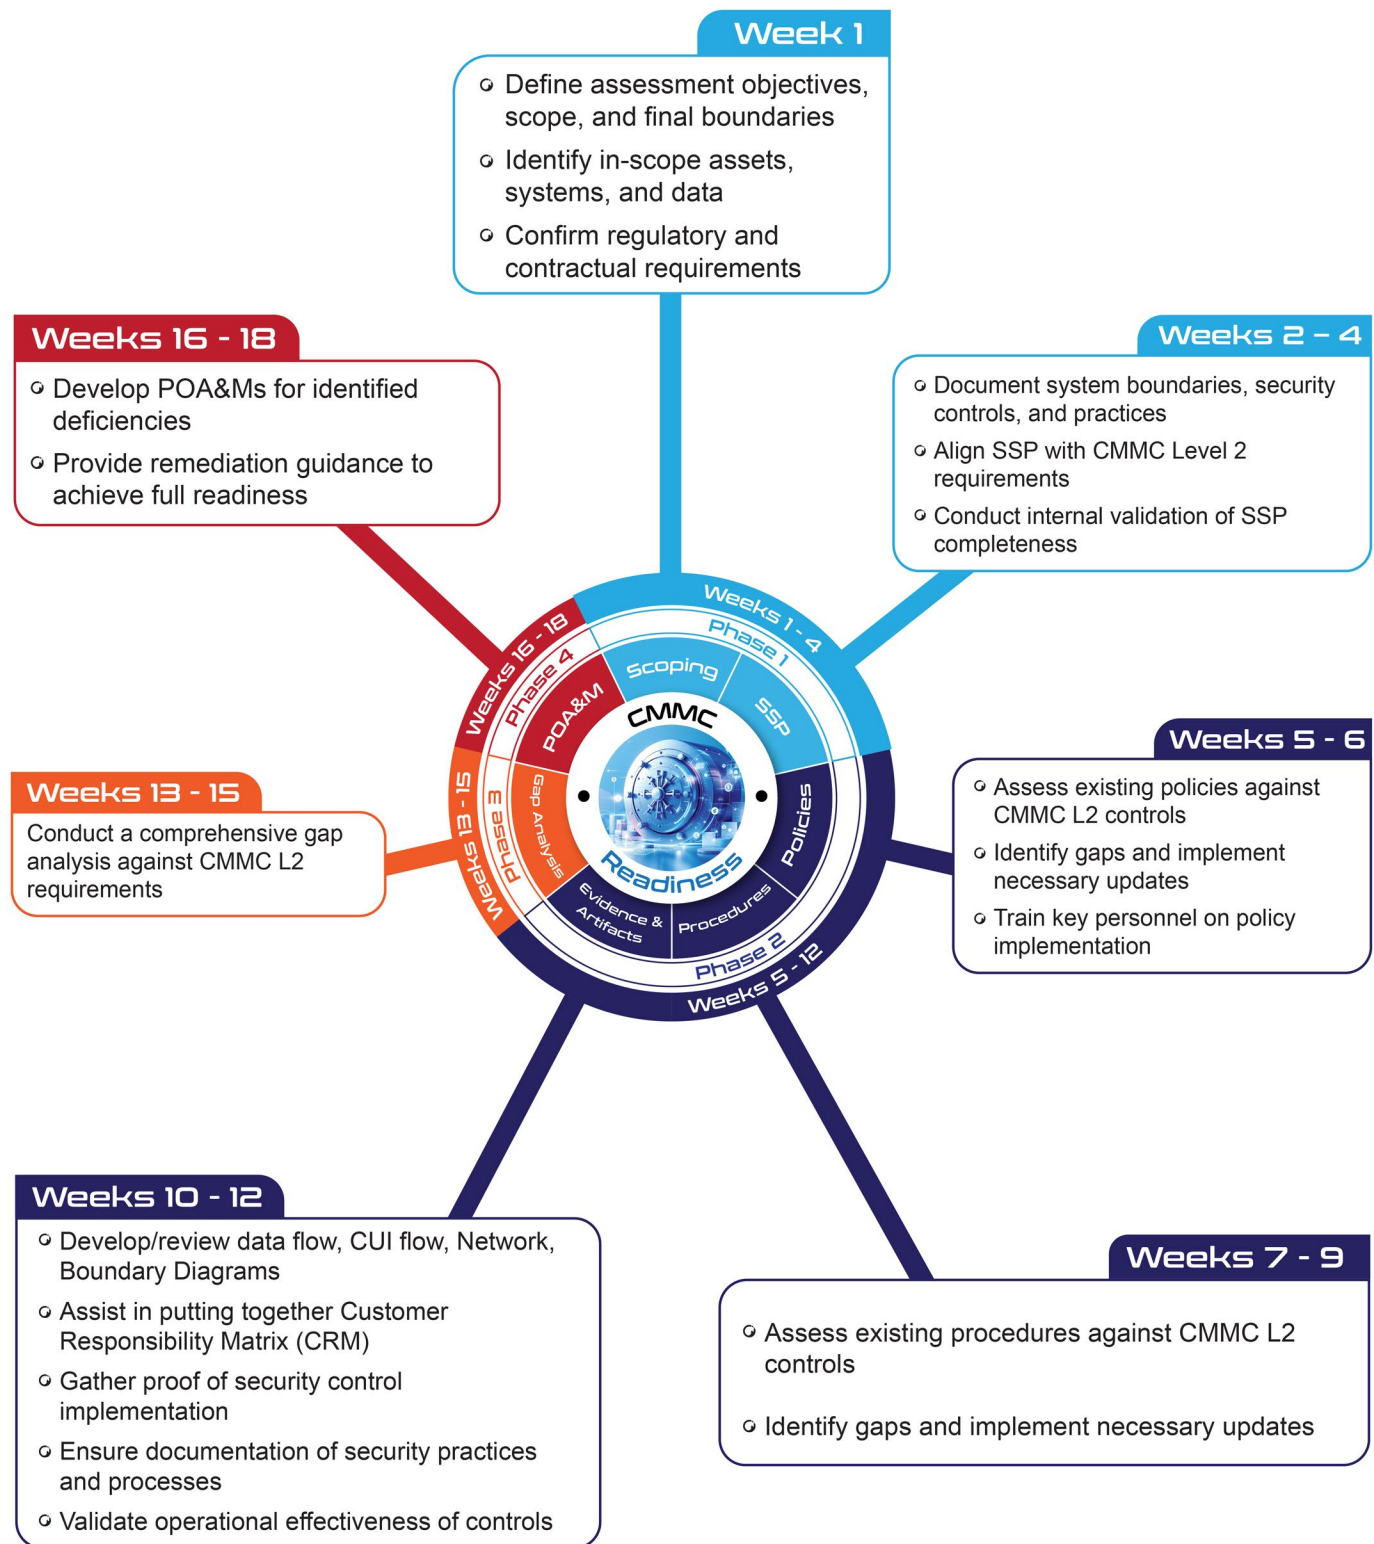 Week 1
Define assessment objectives,
scope, and final boundaries
Identify in-scope assets,
systems, and data
Confirm regulatory and
contractual requirements
Weeks 16 - 18
Develop POA&Ms for identified
deficiencies
Provide remediation guidance to
achieve full readiness
Weeks 2 – 4
Document system boundaries, security
controls, and practices
Align SSP with CMMC Level 2
requirements
Conduct internal validation of SSP
completeness
Weeks 1 - 4
Phase 1
Scoping
SSP
Weeks 16 - 18
Phase 4
POA&M
CMMC
Readiness
Weeks 13 - 15
Phase 3
Gap Analysis
Policies
Procedures
Evidence &
Artifacts
Phase 2
Weeks 5 - 12
Weeks 5 - 6
Assess existing policies against
CMMC L2 controls
Identify gaps and implement
necessary updates
Train key personnel on policy
implementation
Weeks 13 - 15
Conduct a comprehensive gap
analysis against CMMC L2
requirements
Weeks 10 - 12
Develop/review data flow, CUI flow, Network,
Boundary Diagrams
Assist in putting together Customer
Responsibility Matrix (CRM)
Gather proof of security control
implementation
Ensure documentation of security practices
and processes
Validate operational effectiveness of controls
Weeks 7 - 9
Assess existing procedures against CMMC L2
controls
Identify gaps and implement necessary updates